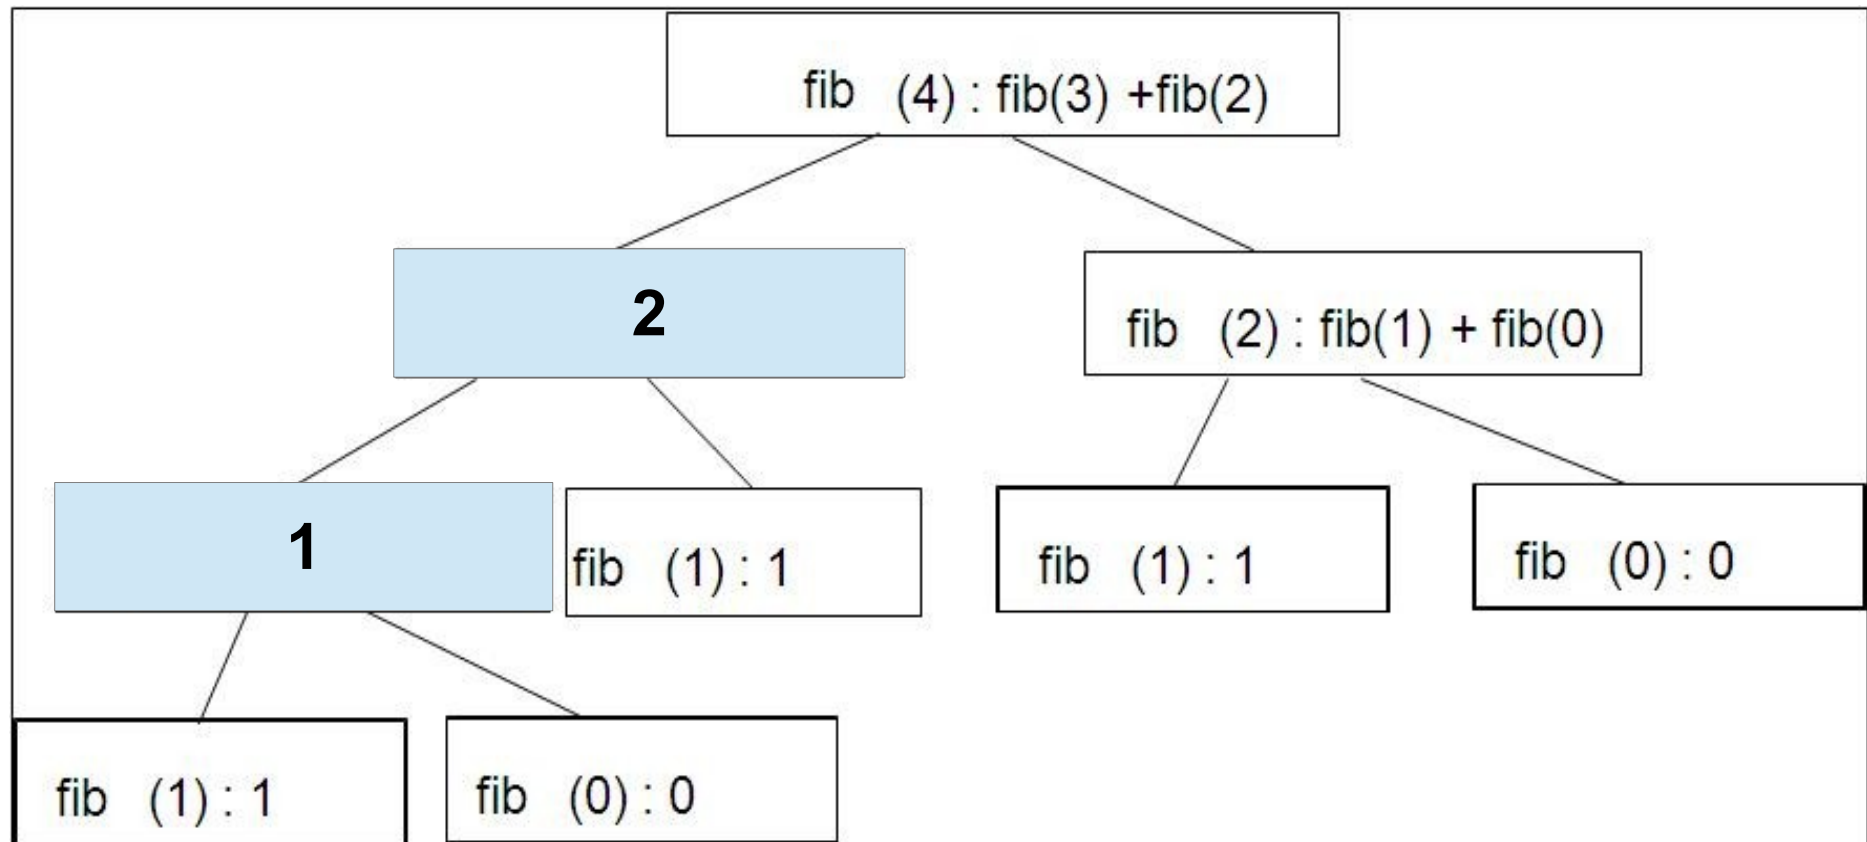 fib (4) : fib(3) +fib(2)
2
fib (2) : fib(1) + fib(0)
1
fib (1) : 1
fib (1) : 1
fib (0) : 0
fib (1) : 1
fib (0) : 0